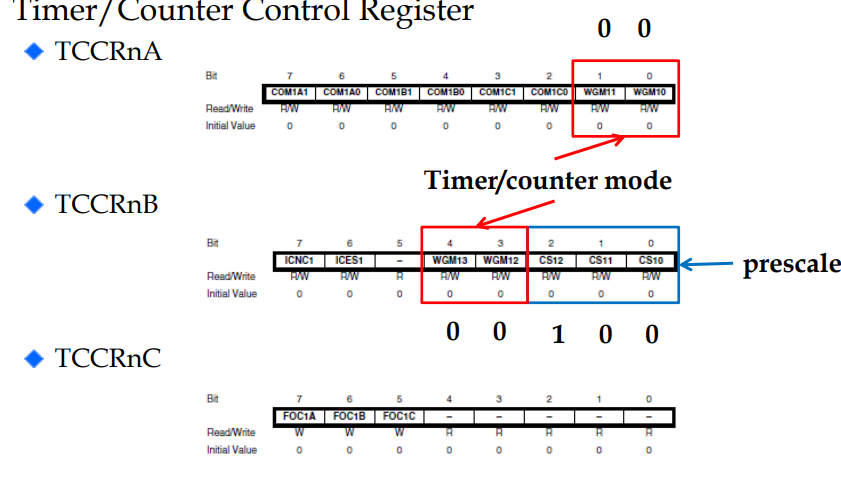 Timer/Counter Control Register
0 0
TCCRnA
Bit 7 6 5 4 3 2 1 0
COM1A1 COM1A0 COM1B1 COM1B0 COM1C1 COM1C0 WGM11 WGM10
Read/Write R/W R/W R/W R/W R/W R/W R/W R/W
Initial Value 0 0 0 0 0 0 0 0
Timer/counter mode
TCCRnB
Bit 7 6 5 4 3 2 1 0
ICNC1 ICES1 – WGM13 WGM12 CS12 CS11 CS10
prescale
Read/Write R/W R/W R R/W R/W R/W R/W R/W
Initial Value 0 0 0 0 0 0 0 0
0 0 1 0 0
TCCRnC
Bit 7 6 5 4 3 2 1 0
FOC1A FOC1B FOC1C – – – – –
Read/Write W W W R R R R R
Initial Value 0 0 0 0 0 0 0 0